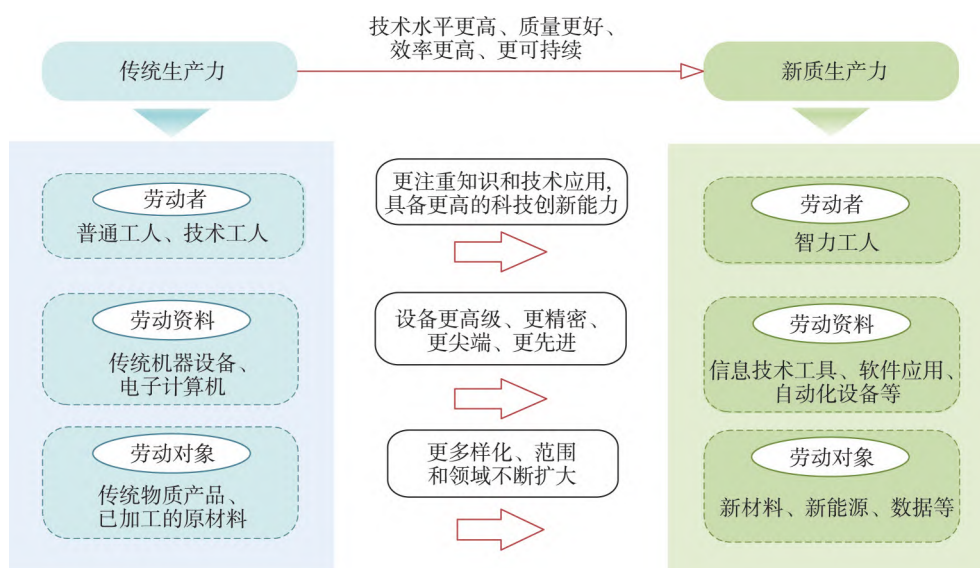 技术水平更高、质量更好、
效率更高、更可持续
传统生产力
新质生产力
劳动者
普通工人、技术工人
更注重知识和技术应用,
具备更高的科技创新能力
劳动者
智力工人
劳动资料
传统机器设备、
电子计算机
设备更高级、更精密、
更尖端、更先进
劳动资料
信息技术工具、软件应用、
自动化设备等
劳动对象
传统物质产品、
已加工的原材料
更多样化、范围
和领域不断扩大
劳动对象
新材料、新能源、数据等